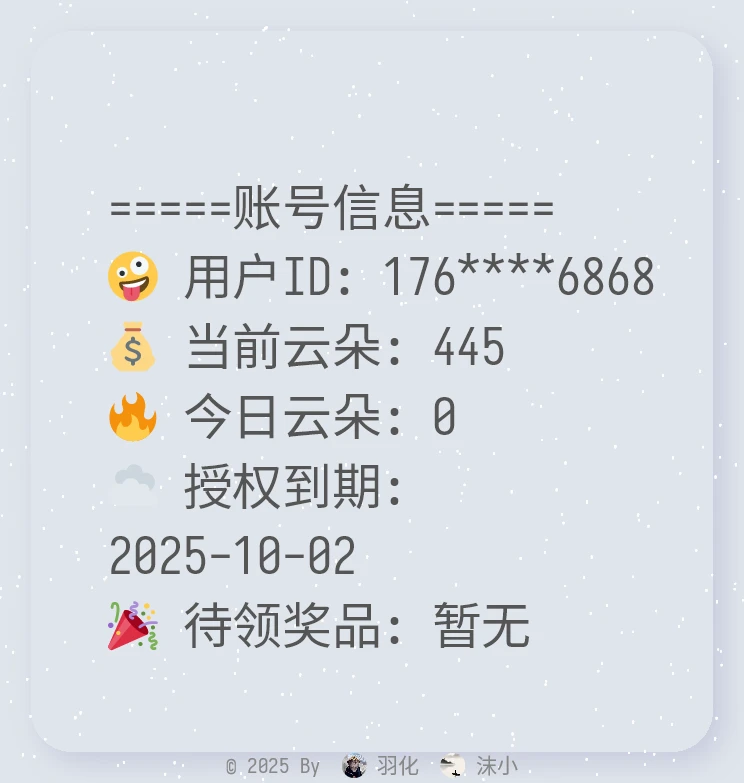 =====账号信息=====
🤪 用户ID: 176****6868
💰 当前云朵: 445
🔥 今日云朵: 0
☁️ 授权到期:
2025-10-02
🎉 待领奖品: 暂无
© 2025 By 羽化 沫小